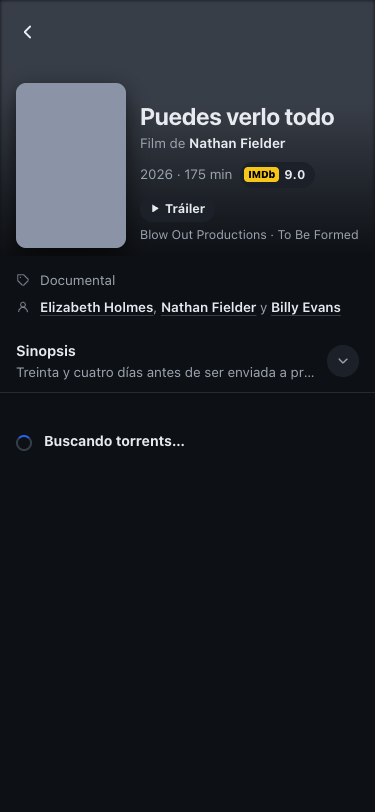 Puedes verlo todo
Film de Nathan Fielder
2026 · 175 min IMDb 9.0
Tráiler
Blow Out Productions · To Be Formed
Documental
Elizabeth Holmes, Nathan Fielder y Billy Evans
Sinopsis
Treinta y cuatro días antes de ser enviada a pr...
Buscando torrents...